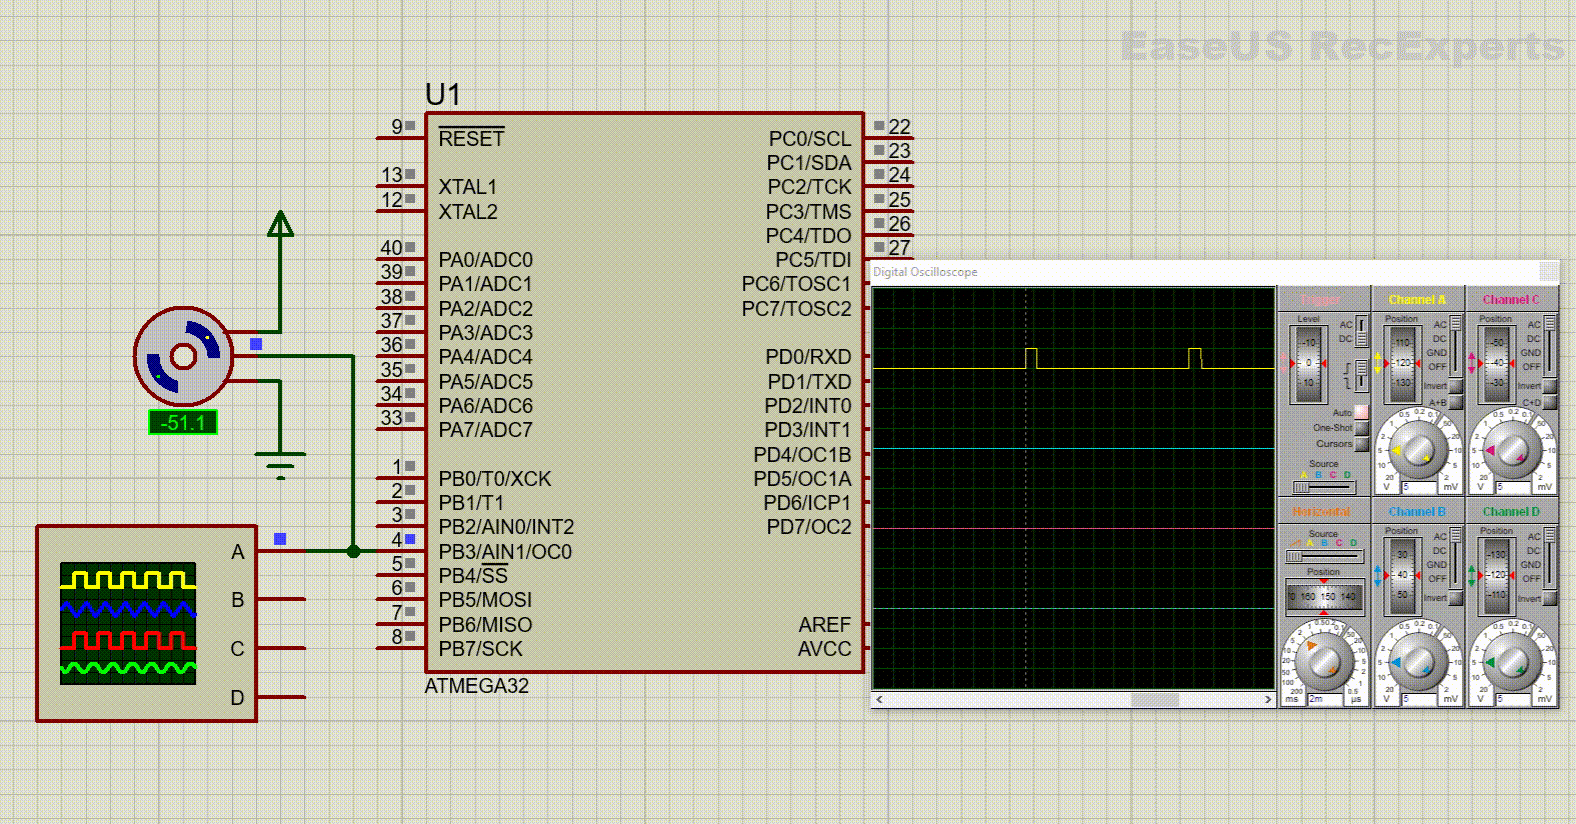 EaseUS RecExperts
U1
9
RESET
13
XTAL1
12
XTAL2
40
PA0/ADC0
39
PA1/ADC1
38
PA2/ADC2
37
PA3/ADC3
36
PA4/ADC4
35
PA5/ADC5
34
PA6/ADC6
33
PA7/ADC7
1
PB0/T0/XCK
2
PB1/T1
3
PB2/AIN0/INT2
4
PB3/AIN1/OC0
5
PB4/SS
6
PB5/MOSI
7
PB6/MISO
8
PB7/SCK
22
PC0/SCL
23
PC1/SDA
24
PC2/TCK
25
PC3/TMS
26
PC4/TDO
27
PC5/TDI
PC6/TOSC1
PC7/TOSC2
PD0/RXD
PD1/TXD
PD2/INT0
PD3/INT1
PD4/OC1B
PD5/OC1A
PD6/ICP1
PD7/OC2
AREF
AVCC
ATMEGA32
-51.1
A
B
C
D
Digital Oscilloscope
Trigger
Level
-10
0
10
AC
DC
Auto
One-Shot
Cursors
Source
A B C D
Channel A
Position
-110
-120
-130
AC
DC
GND
OFF
Invert
A+B
V 5 mV
Channel C
Position
-50
-40
-30
AC
DC
GND
OFF
Invert
C+D
V 5 mV
Horizontal
Source
A B C D
Position
160 150 140
ms 2m µs
Channel B
Position
30
40
50
AC
DC
GND
OFF
Invert
V 5 mV
Channel D
Position
-130
-120
-110
AC
DC
GND
OFF
Invert
V 5 mV